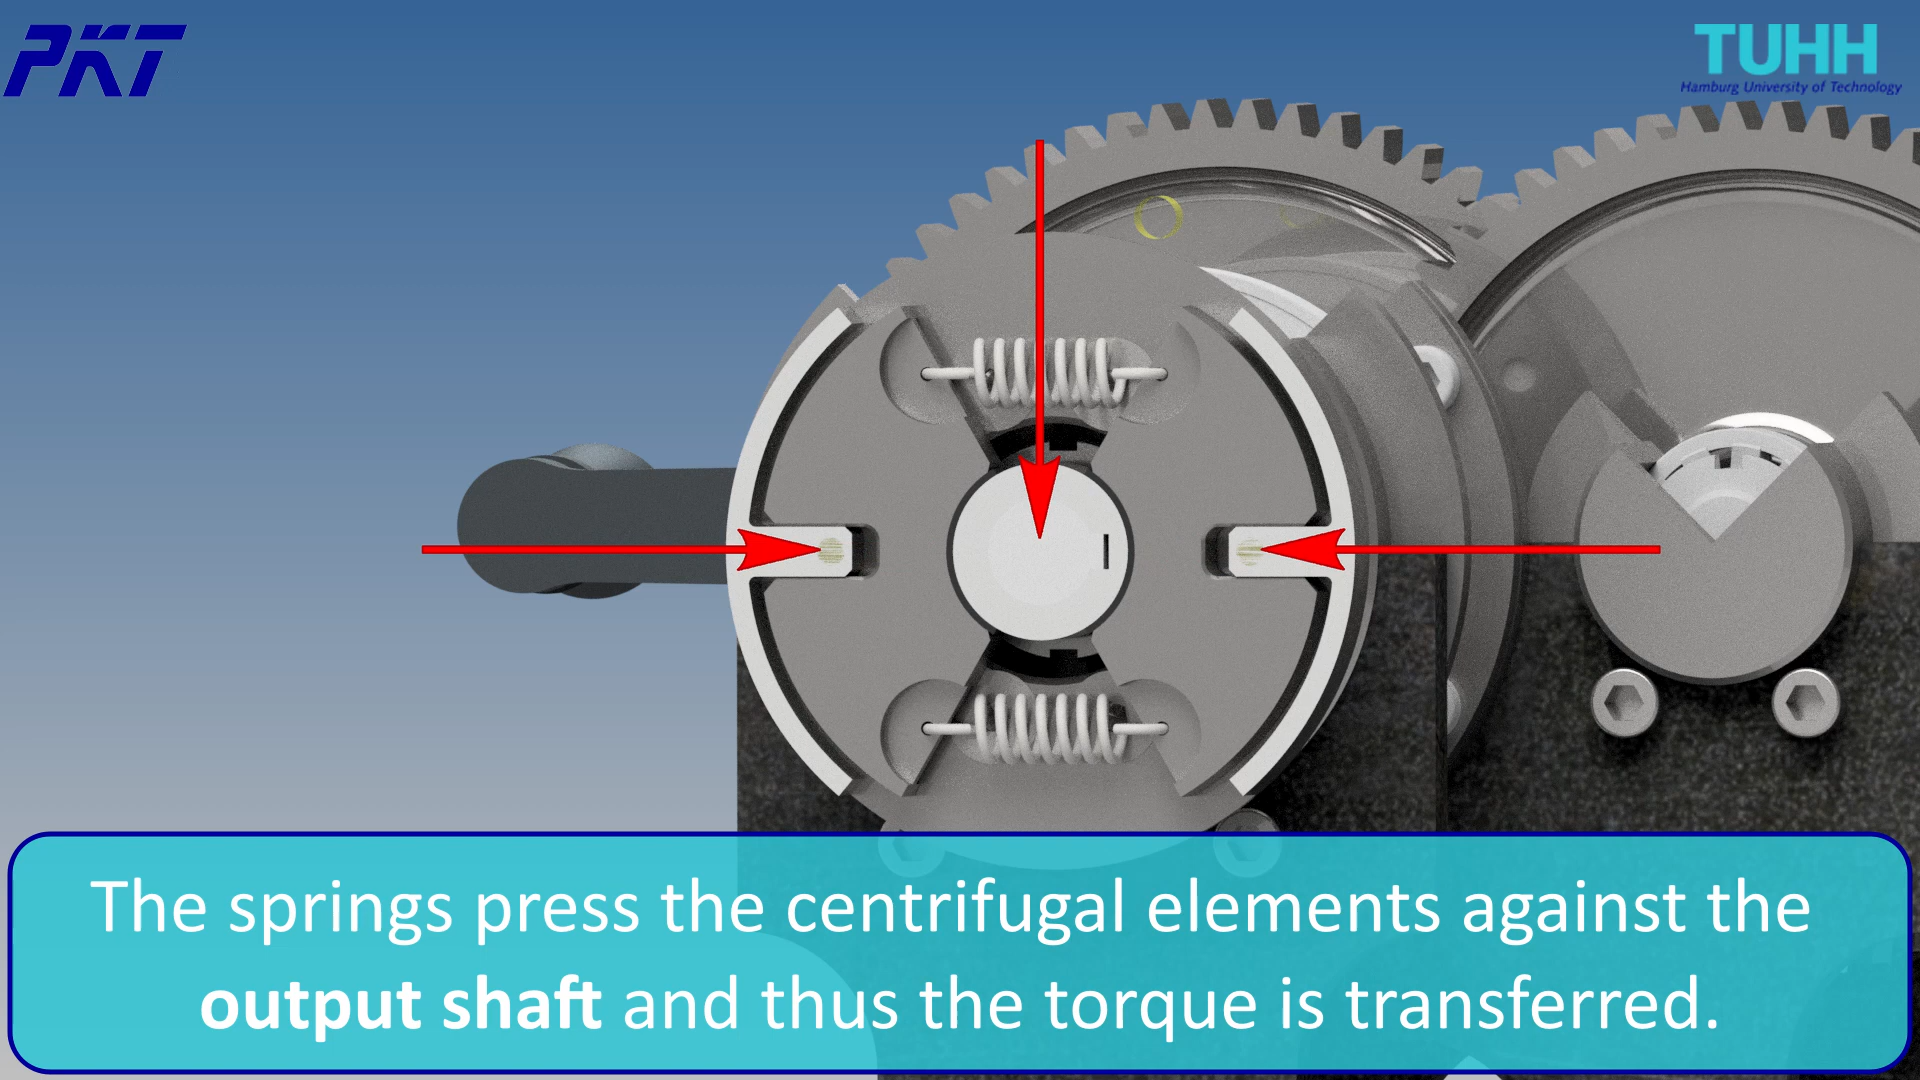 PKT
TUHH
Hamburg University of Technology
The springs press the centrifugal elements against the
output shaft and thus the torque is transferred.